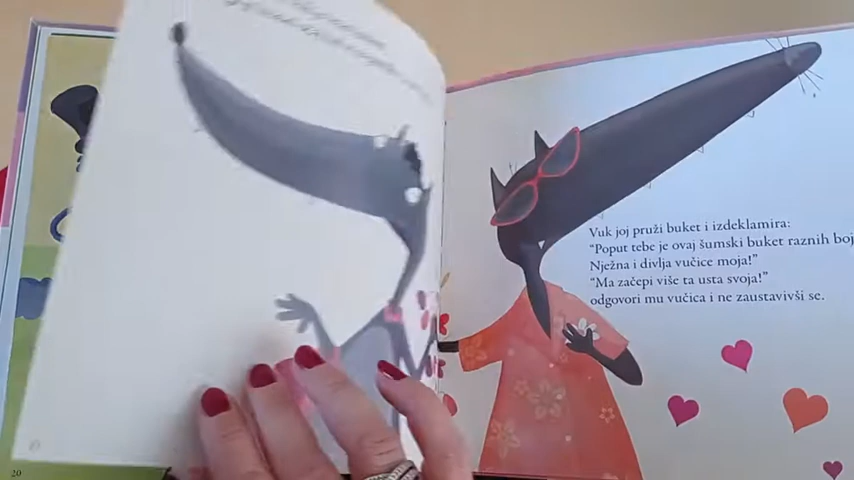 Vuk joj pruži buket i izdeklamira:
"Poput tebe je ovaj šumski buket raznih boj
Nježna i divlja vučice moja!"
"Ma začepi više ta usta svoja!"
odgovori mu vučica i ne zaustavivši se.
20